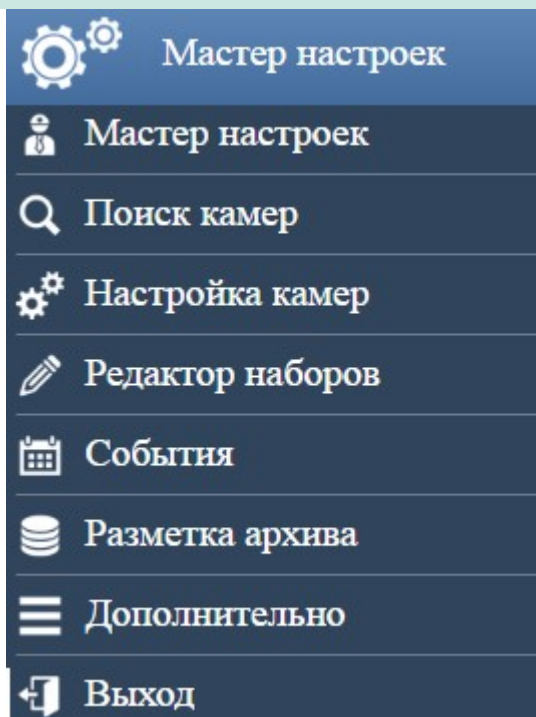 Мастер настроек
Мастер настроек
Поиск камер
Настройка камер
Редактор наборов
События
Разметка архива
Дополнительно
Выход